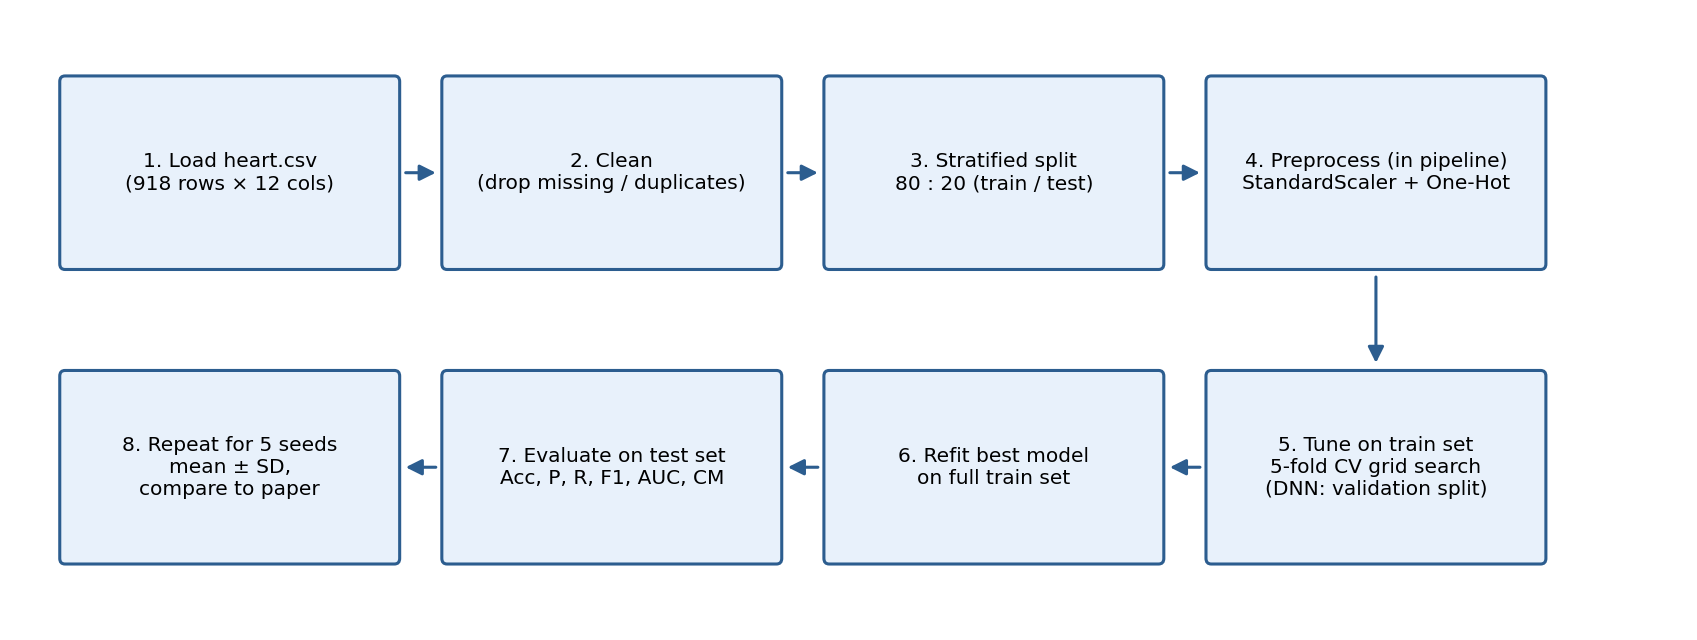 1. Load heart.csv
(918 rows × 12 cols)
2. Clean
(drop missing / duplicates)
3. Stratified split
80 : 20 (train / test)
4. Preprocess (in pipeline)
StandardScaler + One-Hot
5. Tune on train set
5-fold CV grid search
(DNN: validation split)
6. Refit best model
on full train set
7. Evaluate on test set
Acc, P, R, F1, AUC, CM
8. Repeat for 5 seeds
mean ± SD,
compare to paper